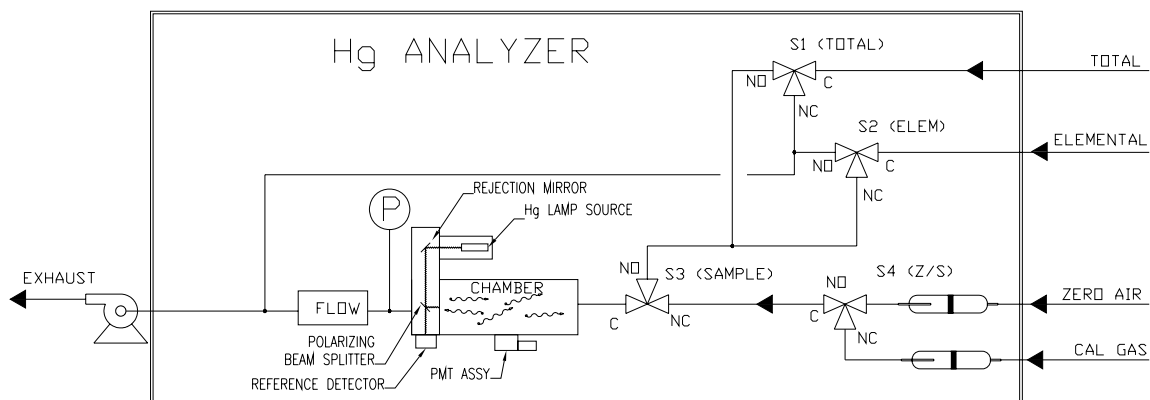 Hg ANALYZER
S1 (TOTAL)
TOTAL
NO
C
NC
S2 (ELEM)
ELEMENTAL
NO
C
NC
REJECTION MIRROR
Hg LAMP SOURCE
P
NO
S3 (SAMPLE)
NO
S4 (Z/S)
EXHAUST
CHAMBER
ZERO AIR
FLOW
C
NC
C
NC
POLARIZING
BEAM SPLITTER
PMT ASSY
CAL GAS
REFERENCE DETECTOR